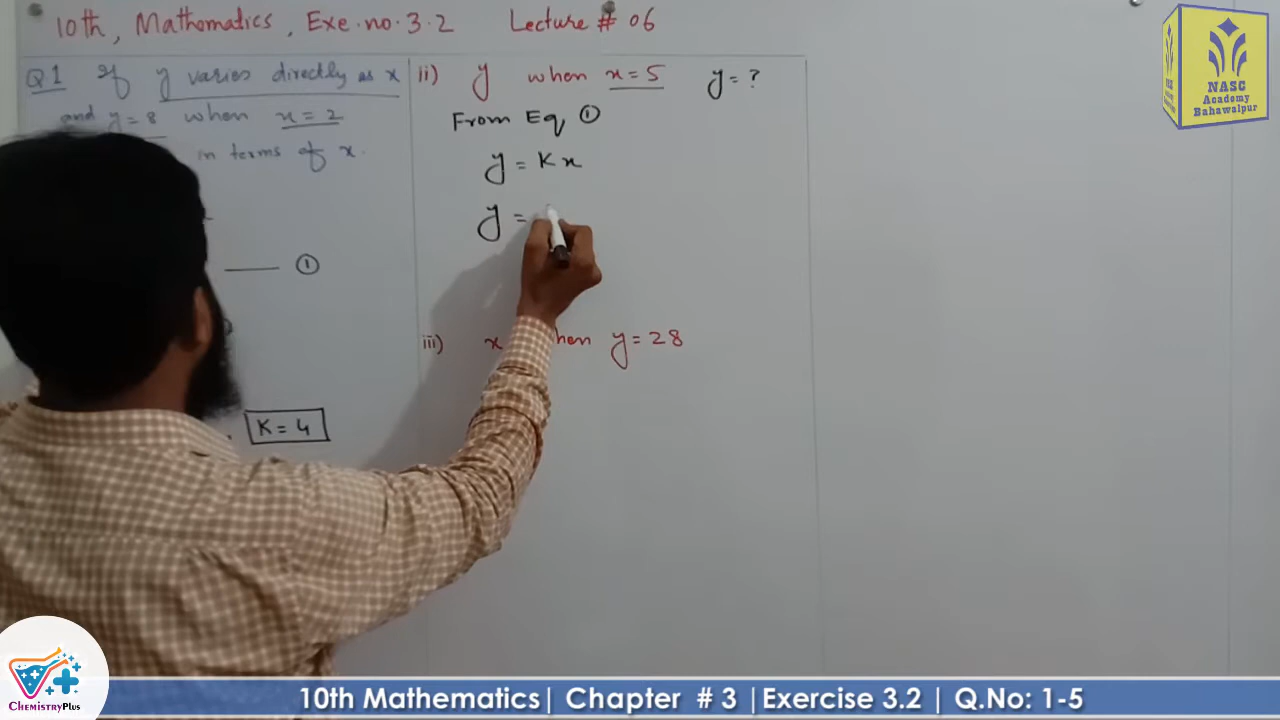 10th, Mathematics, Exe.no.3.2 Lecture # 06
Q1 If y varies directly as x
and y = 8 when x = 2
in terms of x.
①
K = 4
ii) y when x = 5 y = ?
From Eq ①
y = Kx
y =
iii) x when y = 28
NASC
Academy
Bahawalpur
CHEMISTRYPLUS
10th Mathematics| Chapter # 3 |Exercise 3.2 | Q.No: 1-5